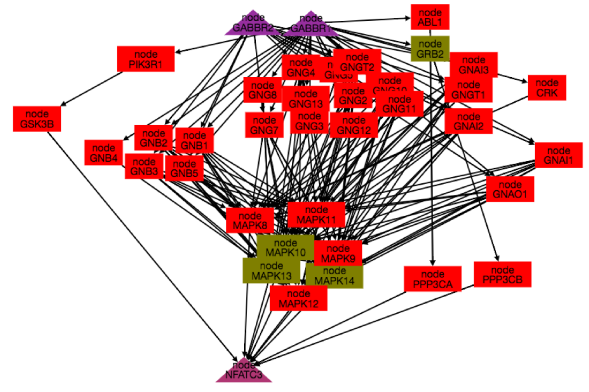 node
GABBR2
node
GABBR1
node
ABL1
node
GRB2
node
PIK3R1
node
GNG4
node
GNGT2
node
GNAI3
node
GNG8
node
GNG13
node
GNG2
node
GNG10
node
GNG11
node
GNGT1
node
CRK
node
GSK3B
node
GNG7
node
GNG3
node
GNG12
node
GNAI2
node
GNB4
node
GNB2
node
GNB1
node
GNB3
node
GNB5
node
GNAI1
node
GNAO1
node
MAPK8
node
MAPK11
node
MAPK10
node
MAPK9
node
MAPK13
node
MAPK14
node
MAPK12
node
PPP3CA
node
PPP3CB
node
NFATC3